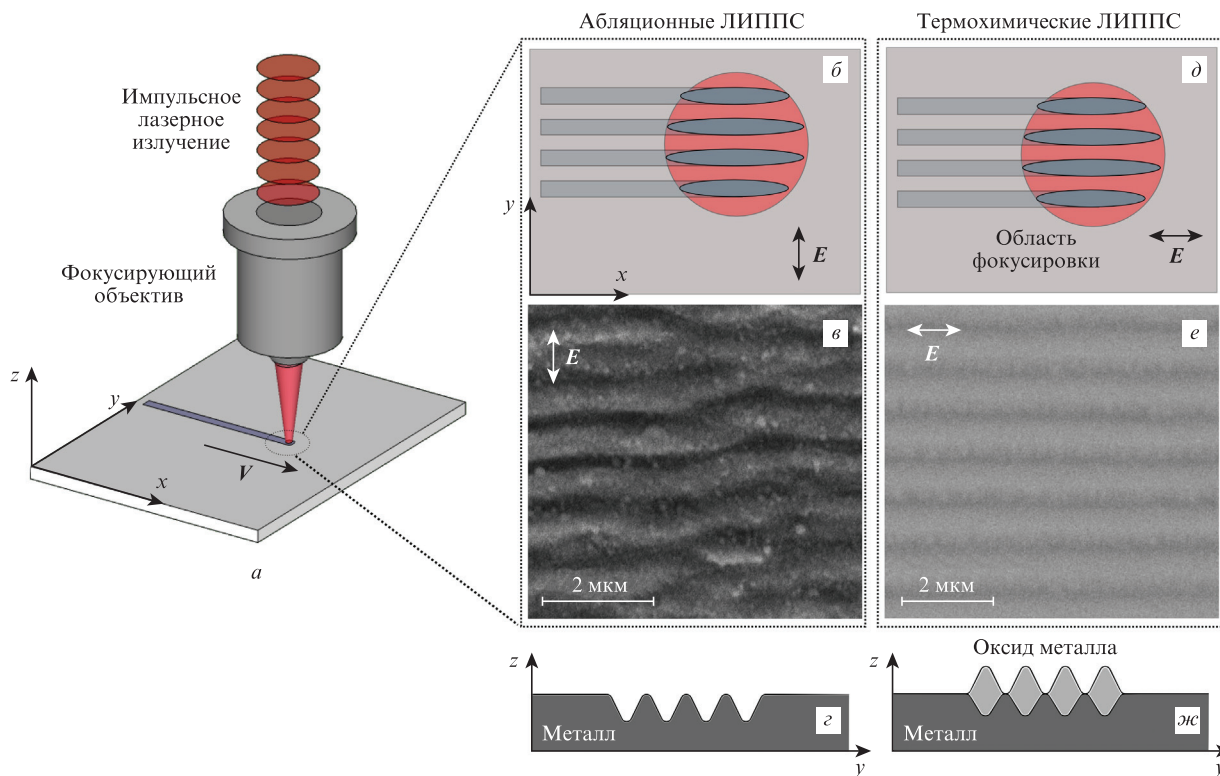 Абляционные ЛИППС
Термохимические ЛИППС
Импульсное
лазерное
излучение
Фокусирующий
объектив
z
y
x
V
а
б
y
x
E
д
Область
фокусировки
E
в
E
2 мкм
е
E
2 мкм
z
Металл
г
y
z
Оксид металла
Металл
ж
y